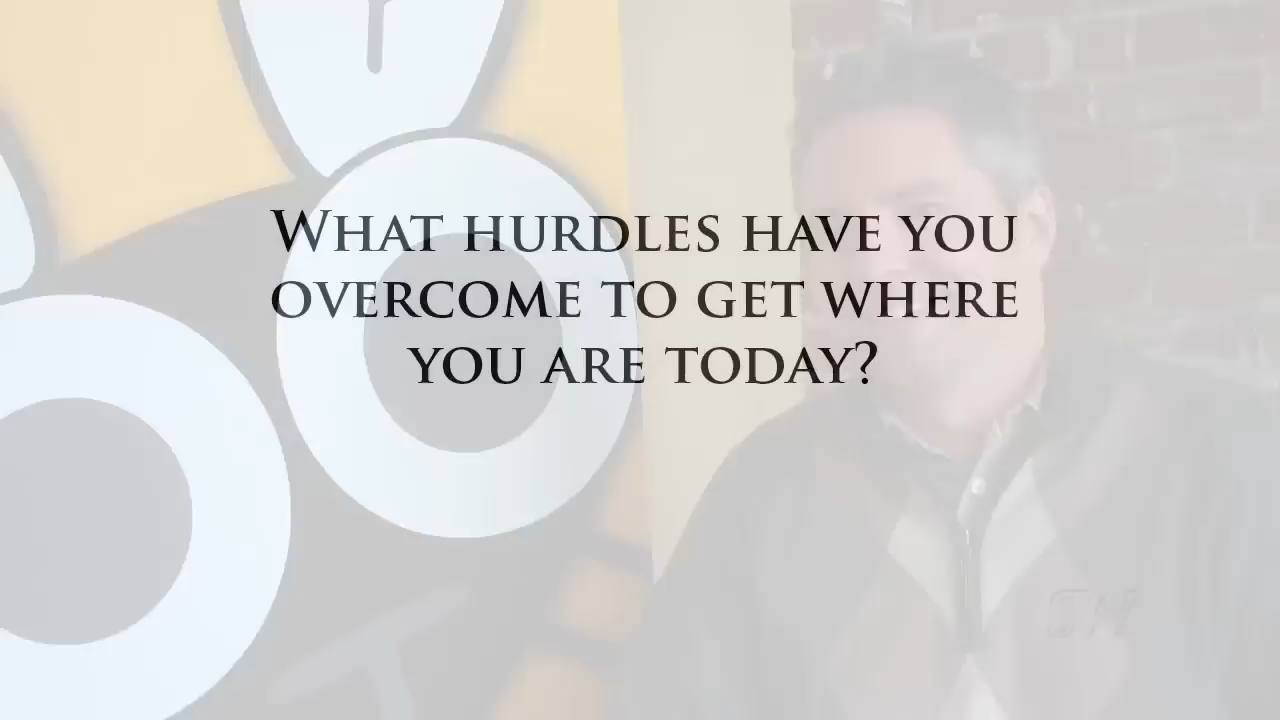 What hurdles have you
overcome to get where
you are today?